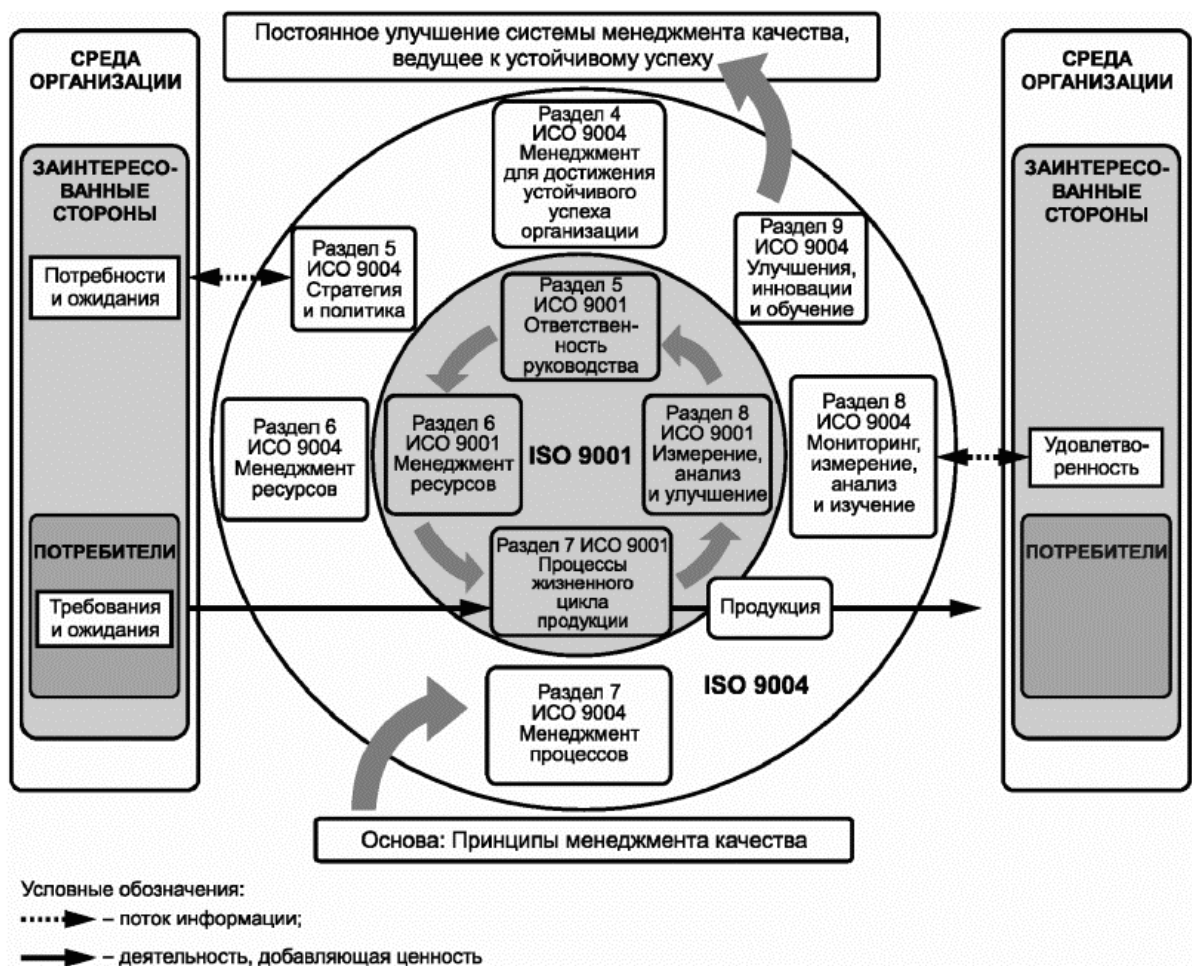 Постоянное улучшение системы менеджмента качества,
ведущее к устойчивому успеху
СРЕДА
ОРГАНИЗАЦИИ
ЗАИНТЕРЕСО-
ВАННЫЕ
СТОРОНЫ
Потребности
и ожидания
ПОТРЕБИТЕЛИ
Требования
и ожидания
Раздел 4
ИСО 9004
Менеджмент
для достижения
устойчивого
успеха
организации
Раздел 5
ИСО 9004
Стратегия
и политика
Раздел 9
ИСО 9004
Улучшения,
инновации
и обучение
Раздел 5
ИСО 9001
Ответствен-
ность
руководства
Раздел 6
ИСО 9004
Менеджмент
ресурсов
Раздел 6
ИСО 9001
Менеджмент
ресурсов
ISO 9001
Раздел 8
ИСО 9001
Измерение,
анализ
и улучшение
Раздел 8
ИСО 9004
Мониторинг,
измерение,
анализ
и изучение
Раздел 7 ИСО 9001
Процессы
жизненного
цикла
продукции
Продукция
Раздел 7
ИСО 9004
Менеджмент
процессов
ISO 9004
СРЕДА
ОРГАНИЗАЦИИ
ЗАИНТЕРЕСО-
ВАННЫЕ
СТОРОНЫ
Удовлетво-
ренность
ПОТРЕБИТЕЛИ
Основа: Принципы менеджмента качества
Условные обозначения:
– поток информации;
– деятельность, добавляющая ценность